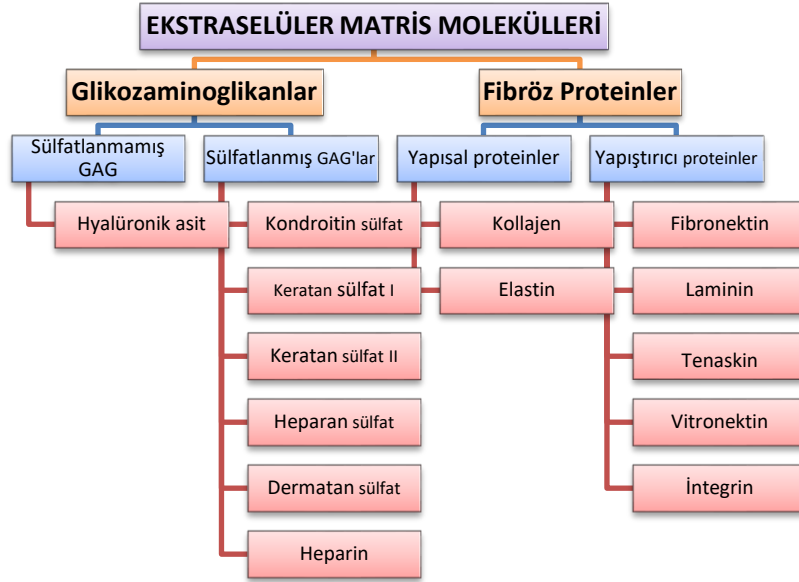 EKSTRASELÜLER MATRİS MOLEKÜLLERİ
Glikozaminoglikanlar
Fibröz Proteinler
Sülfatlanmamış
GAG
Sülfatlanmış GAG'lar
Yapısal proteinler
Yapıştırıcı proteinler
Hyalüronik asit
Kondroitin sülfat
Kollajen
Fibronektin
Keratan sülfat I
Elastin
Laminin
Keratan sülfat II
Tenaskin
Heparan sülfat
Vitronektin
Dermatan sülfat
İntegrin
Heparin